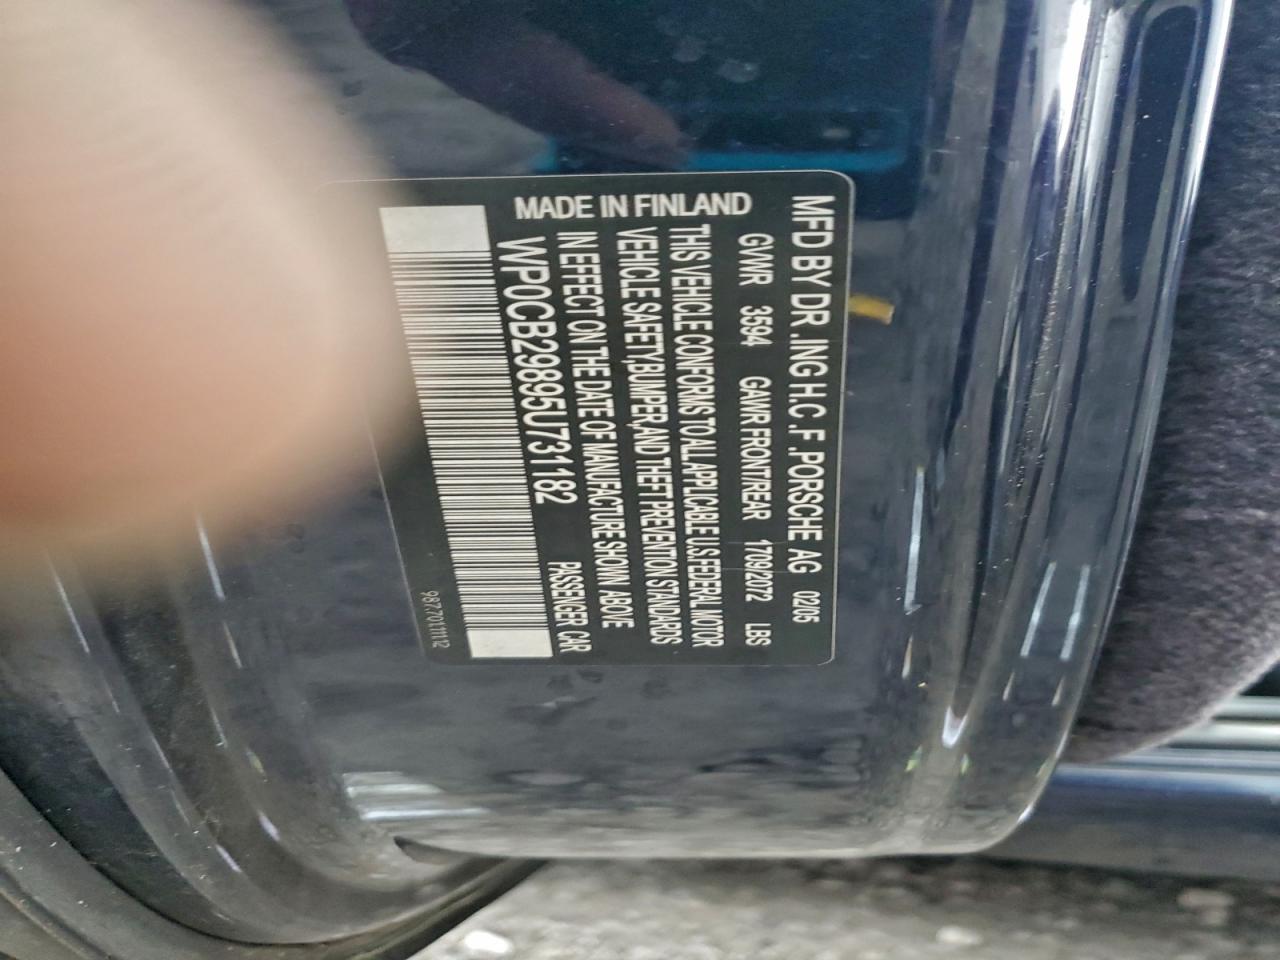 MFD BY DR .ING H.C .F .PORSCHE AG 02/05
GVWR 3594 GAWR FRONT/REAR 1709/2072 LBS
THIS VEHICLE CONFORMS TO ALL APPLICABLE U.S FEDERAL MOTOR
VEHICLE SAFETY,BUMPER,AND THEFT PREVENTION STANDARDS
IN EFFECT ON THE DATE OF MANUFACTURE SHOWN ABOVE
MADE IN FINLAND WP0CB29895U731182 PASSENGER CAR
98770111112